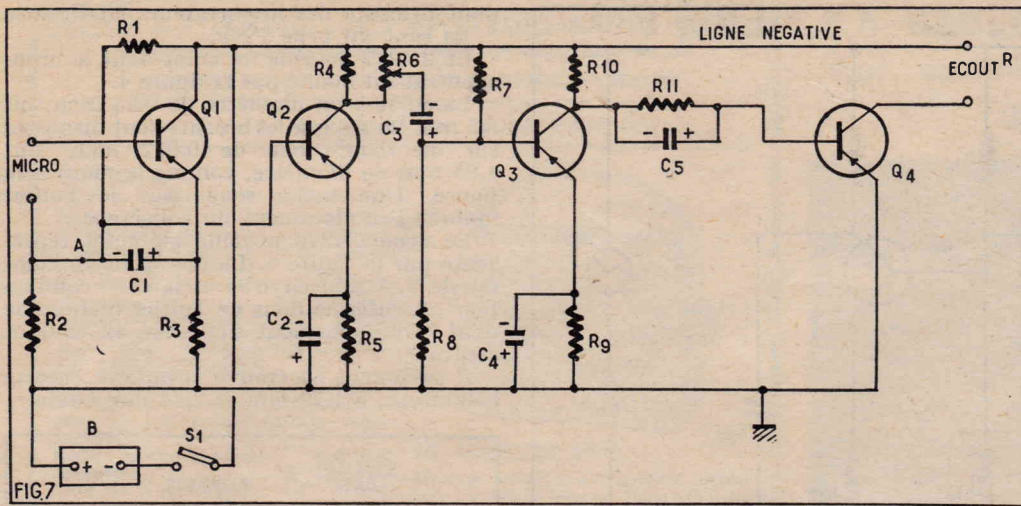 R1
LIGNE NEGATIVE
R
ECOUT
R4
R6
R7
R10
R11
Q1
Q2
C3
- +
Q3
- +
C5
Q4
MICRO
A
- +
C1
R2
R3
C2
- +
R5
R8
C4
- +
R9
B
+ -
S1
FIG.7